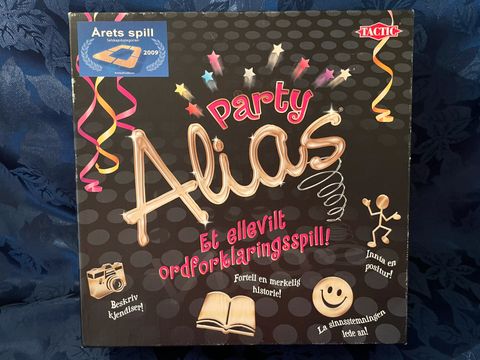 Årets spill
Selskapsspillprisen
2009
TACTIC
Party
Alias®
Et ellevilt
ordforklaringsspill!
Beskriv
kjendiser!
Fortell en merkelig
historie!
Innta en
positur!
La sinnsstemningen
lede an!